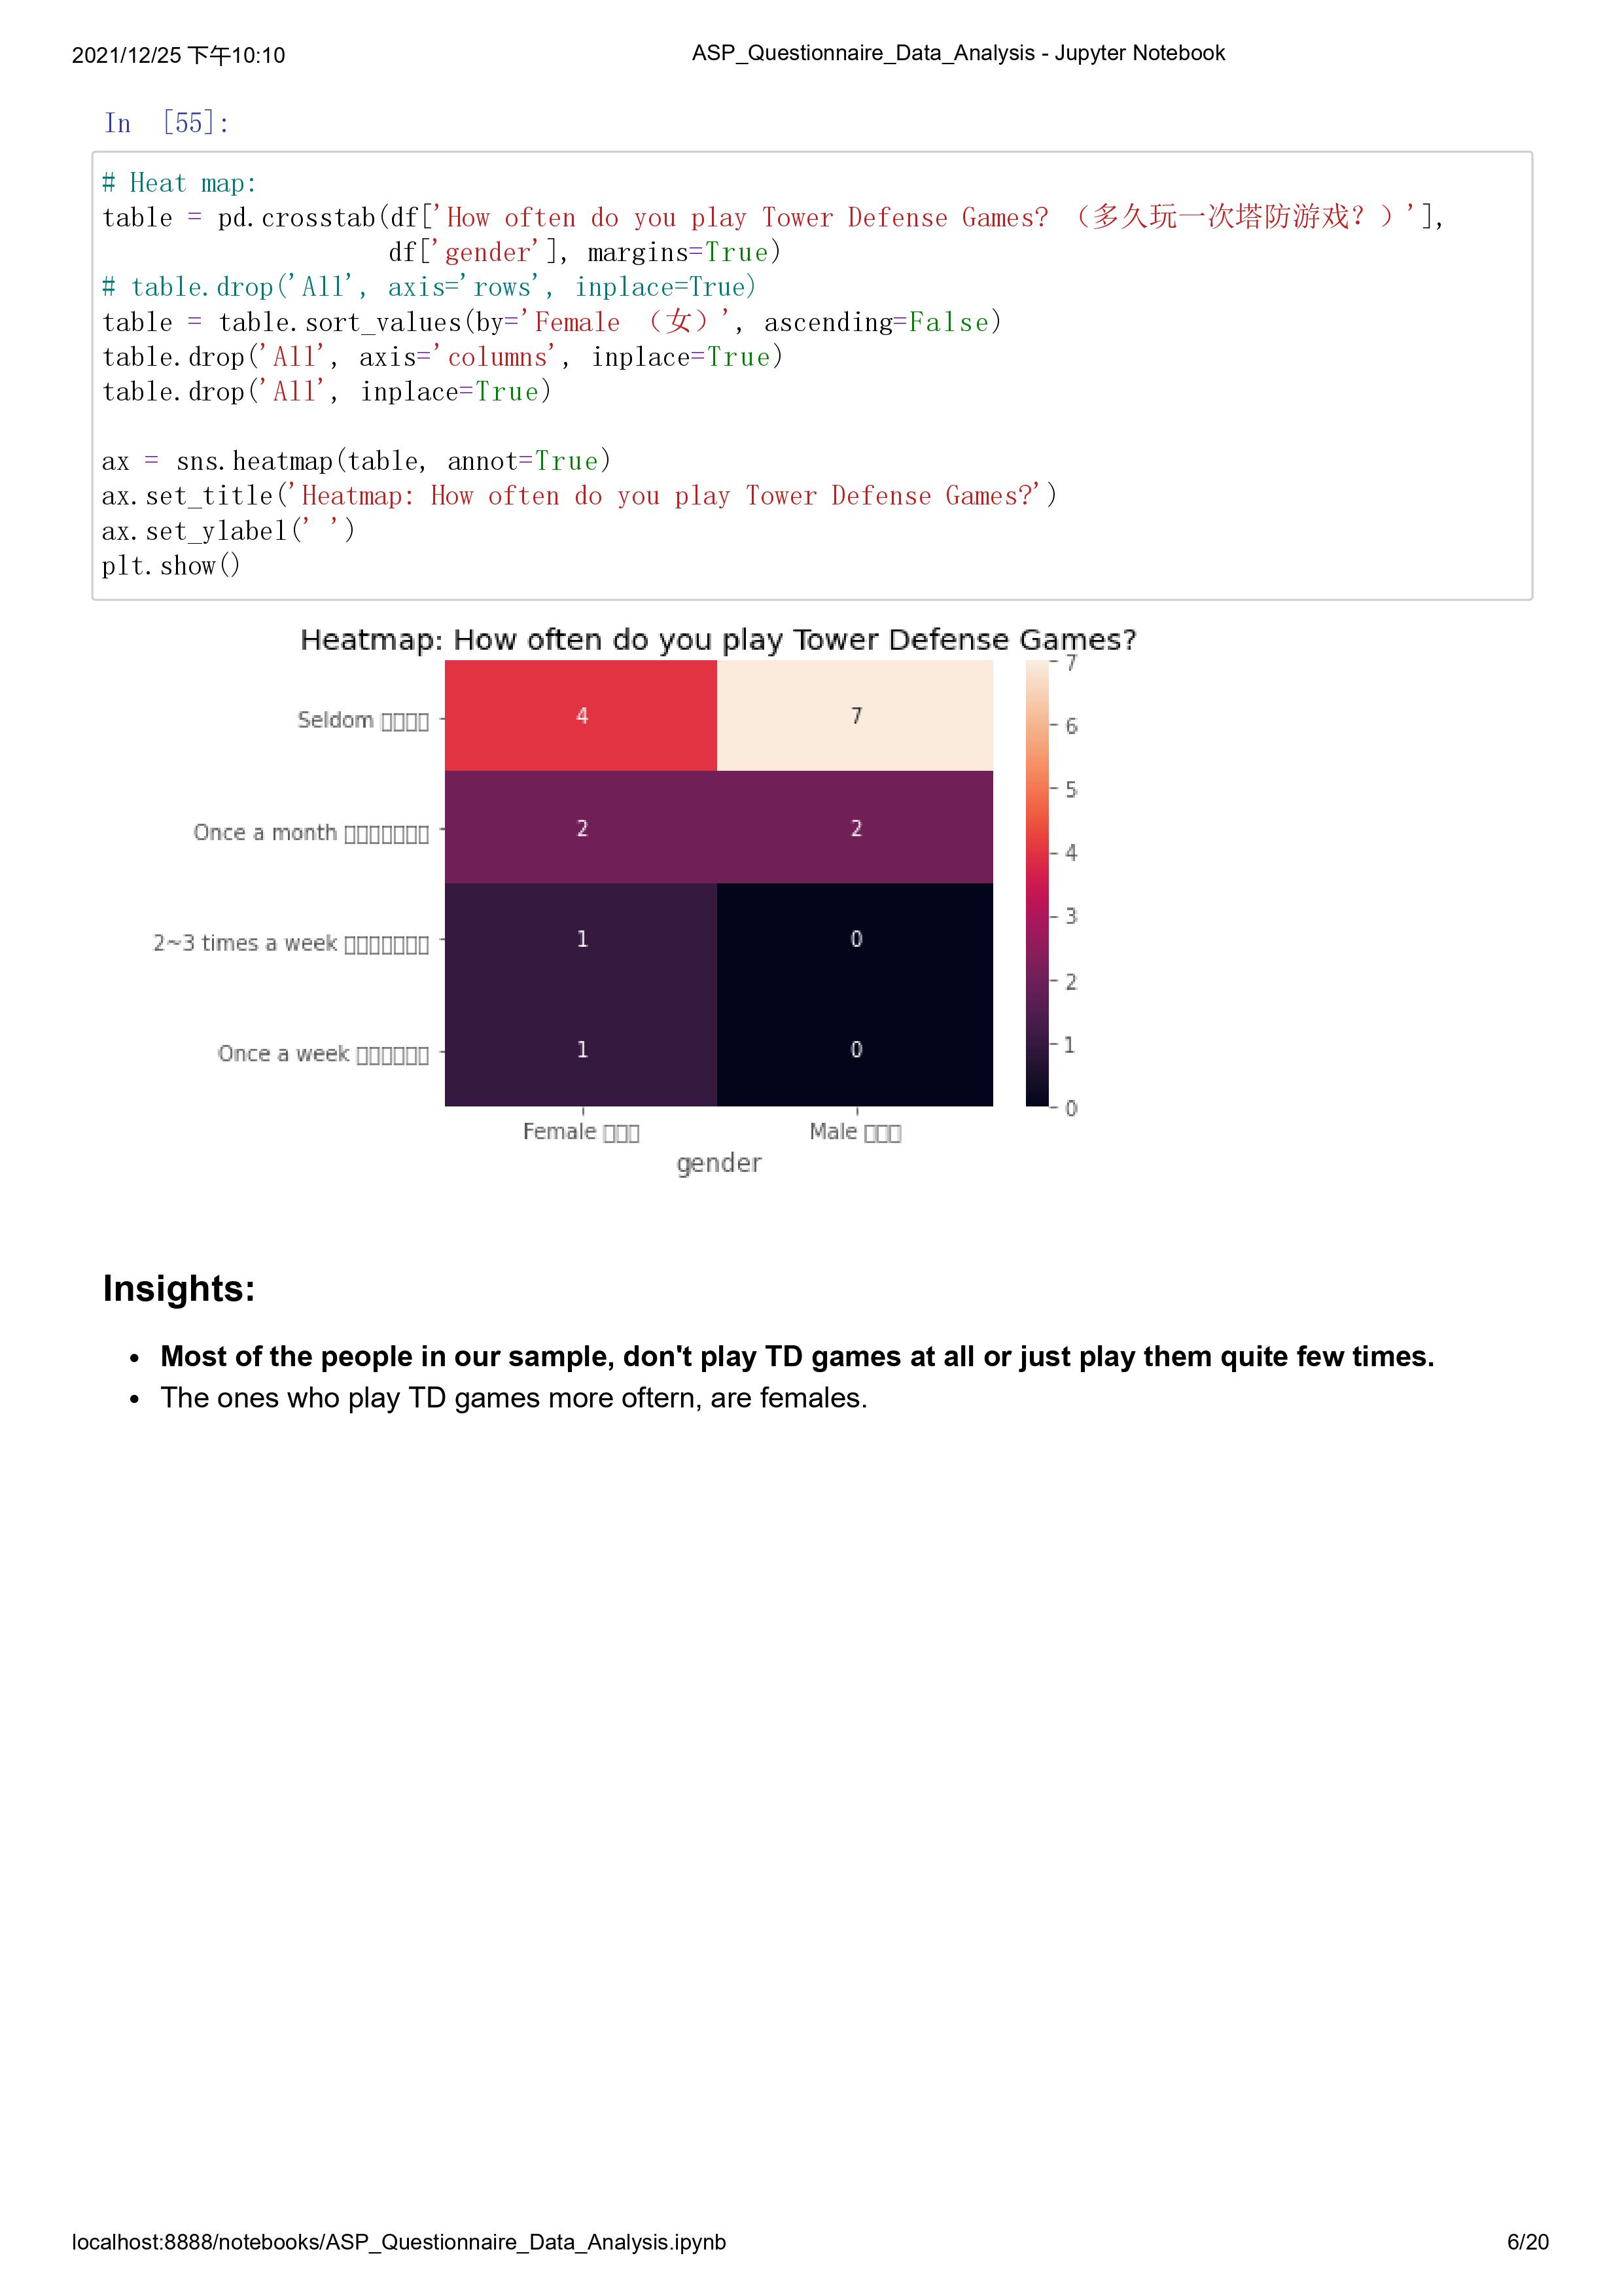 2021/12/25 下午10:10 ASP_Questionnaire_Data_Analysis - Jupyter Notebook
In [55]:
# Heat map:
table = pd.crosstab(df['How often do you play Tower Defense Games? （多久玩一次塔防游戏？）'],
                    df['gender'], margins=True)
# table.drop('All', axis='rows', inplace=True)
table = table.sort_values(by='Female （女）', ascending=False)
table.drop('All', axis='columns', inplace=True)
table.drop('All', inplace=True)
ax = sns.heatmap(table, annot=True)
ax.set_title('Heatmap: How often do you play Tower Defense Games?')
ax.set_ylabel(' ')
plt.show()
Heatmap: How often do you play Tower Defense Games?
Seldom 4 7
Once a month 2 2
2~3 times a week 1 0
Once a week 1 0
Female Male
gender
7
6
5
4
3
2
1
0
Insights:
• Most of the people in our sample, don't play TD games at all or just play them quite few times.
• The ones who play TD games more oftern, are females.
localhost:8888/notebooks/ASP_Questionnaire_Data_Analysis.ipynb 6/20